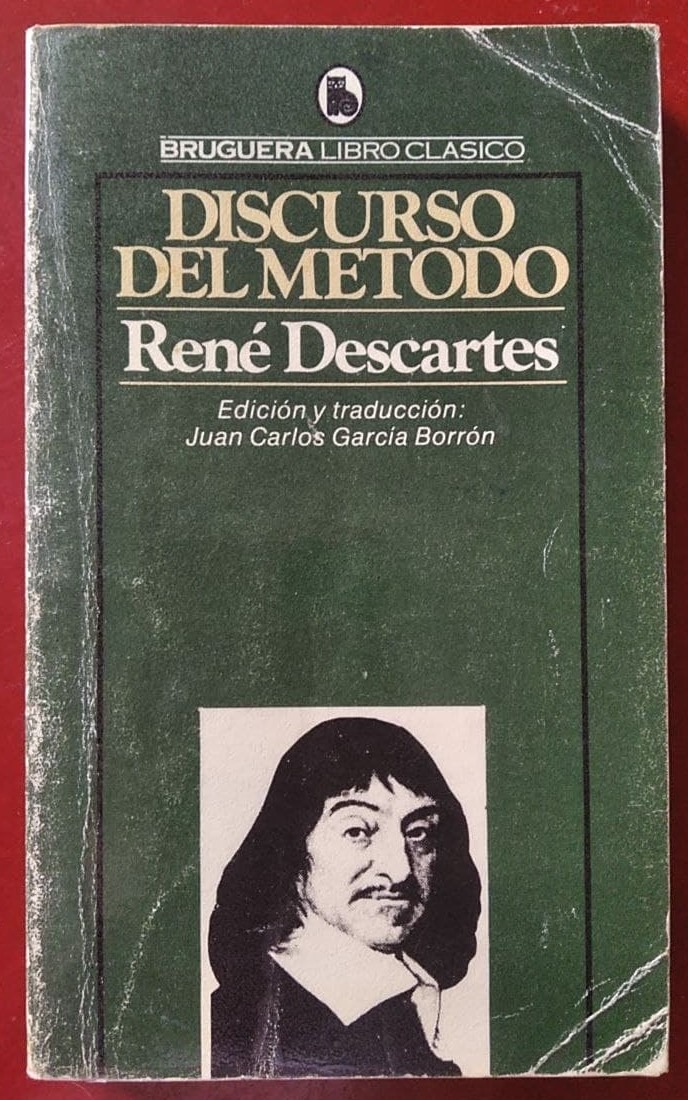 BRUGUERA LIBRO CLASICO
DISCURSO
DEL METODO
René Descartes
Edición y traducción:
Juan Carlos García Borrón